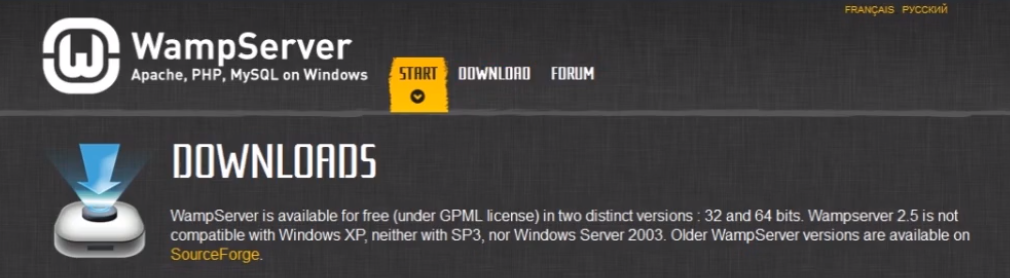 FRANÇAIS РУССКИЙ
WampServer
Apache, PHP, MySQL on Windows
START DOWNLOAD FORUM
DOWNLOADS
WampServer is available for free (under GPML license) in two distinct versions : 32 and 64 bits. Wampserver 2.5 is not
compatible with Windows XP, neither with SP3, nor Windows Server 2003. Older WampServer versions are available on
SourceForge.